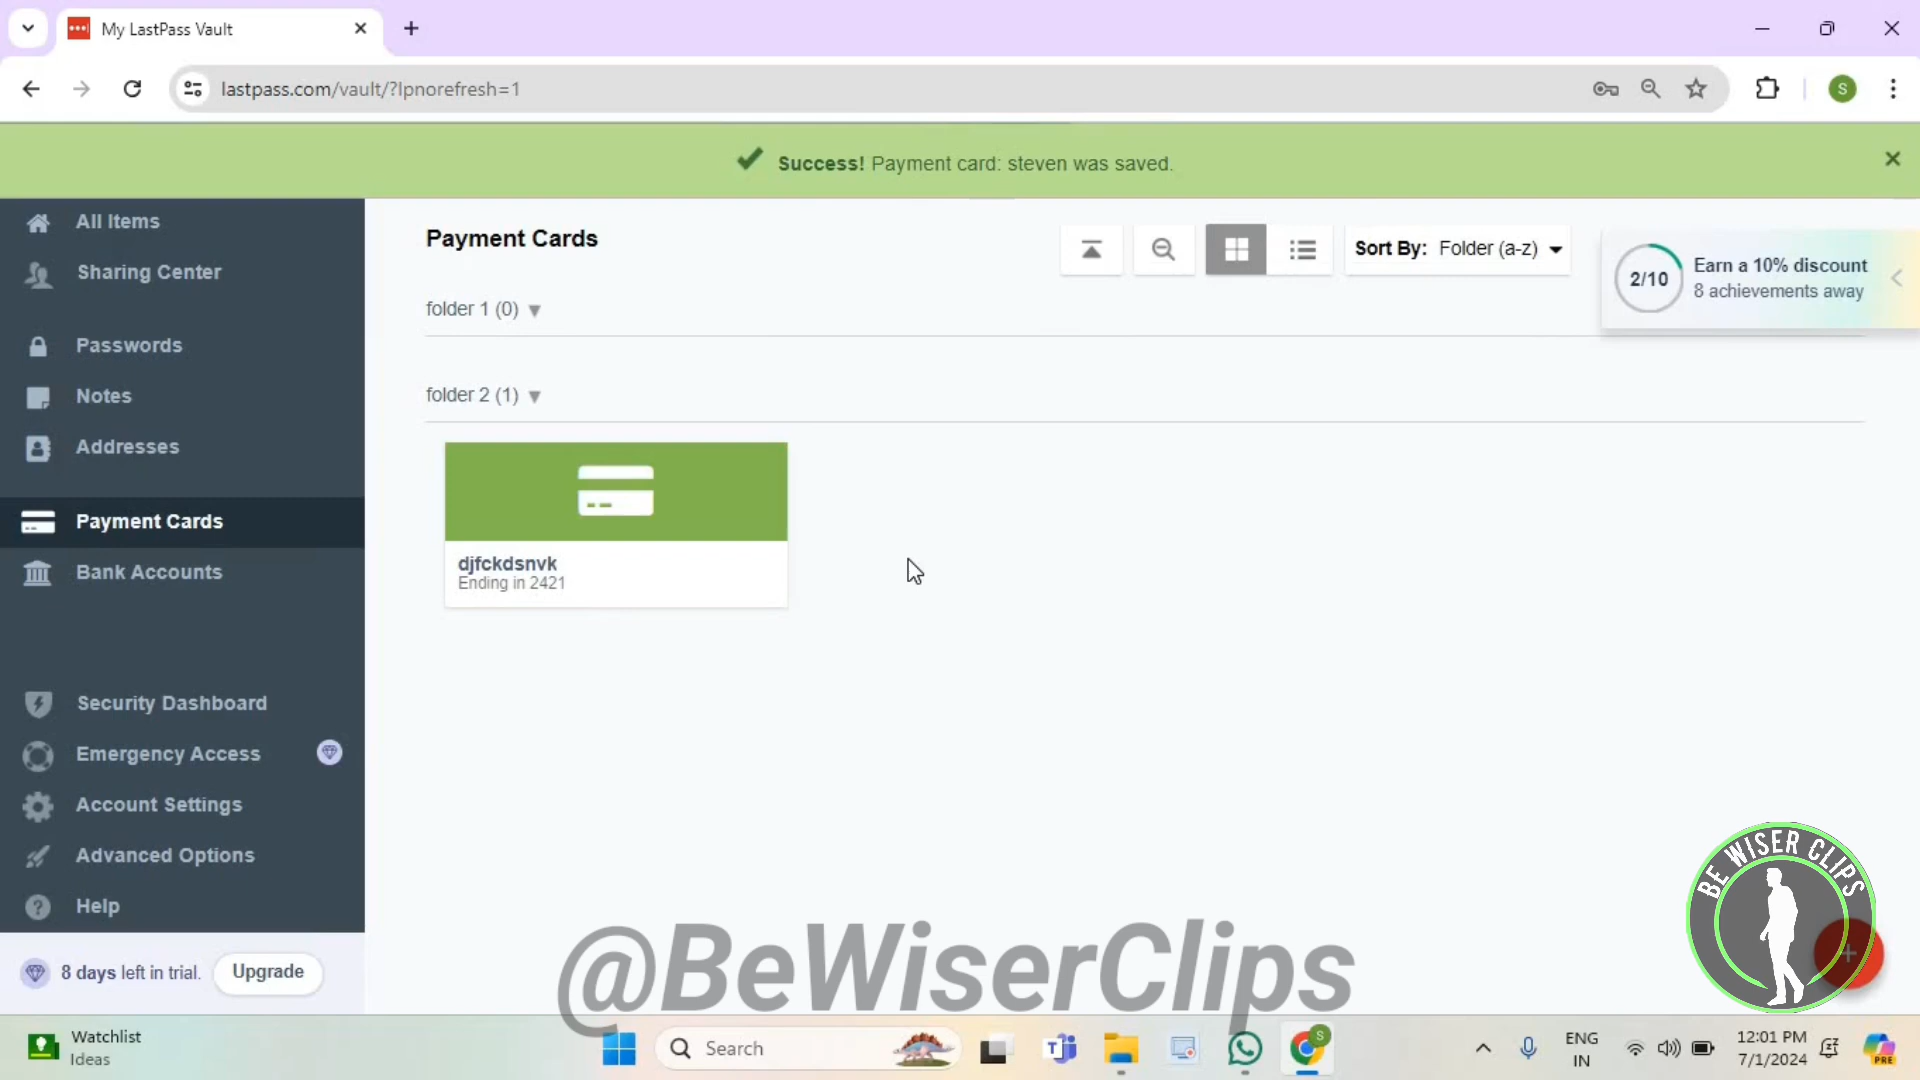 My LastPass Vault
lastpass.com/vault/?lpnorefresh=1
S
Success! Payment card: steven was saved.
All Items
Sharing Center
Passwords
Notes
Addresses
Payment Cards
Bank Accounts
Security Dashboard
Emergency Access
Account Settings
Advanced Options
Help
8 days left in trial.
Upgrade
Payment Cards
Sort By: Folder (a-z)
2/10
Earn a 10% discount
8 achievements away
folder 1 (0)
folder 2 (1)
djfckdsnvk
Ending in 2421
BE WISER CLIPS
@BeWiserClips
Watchlist
Ideas
Search
S
ENG
IN
12:01 PM
7/1/2024
PRE